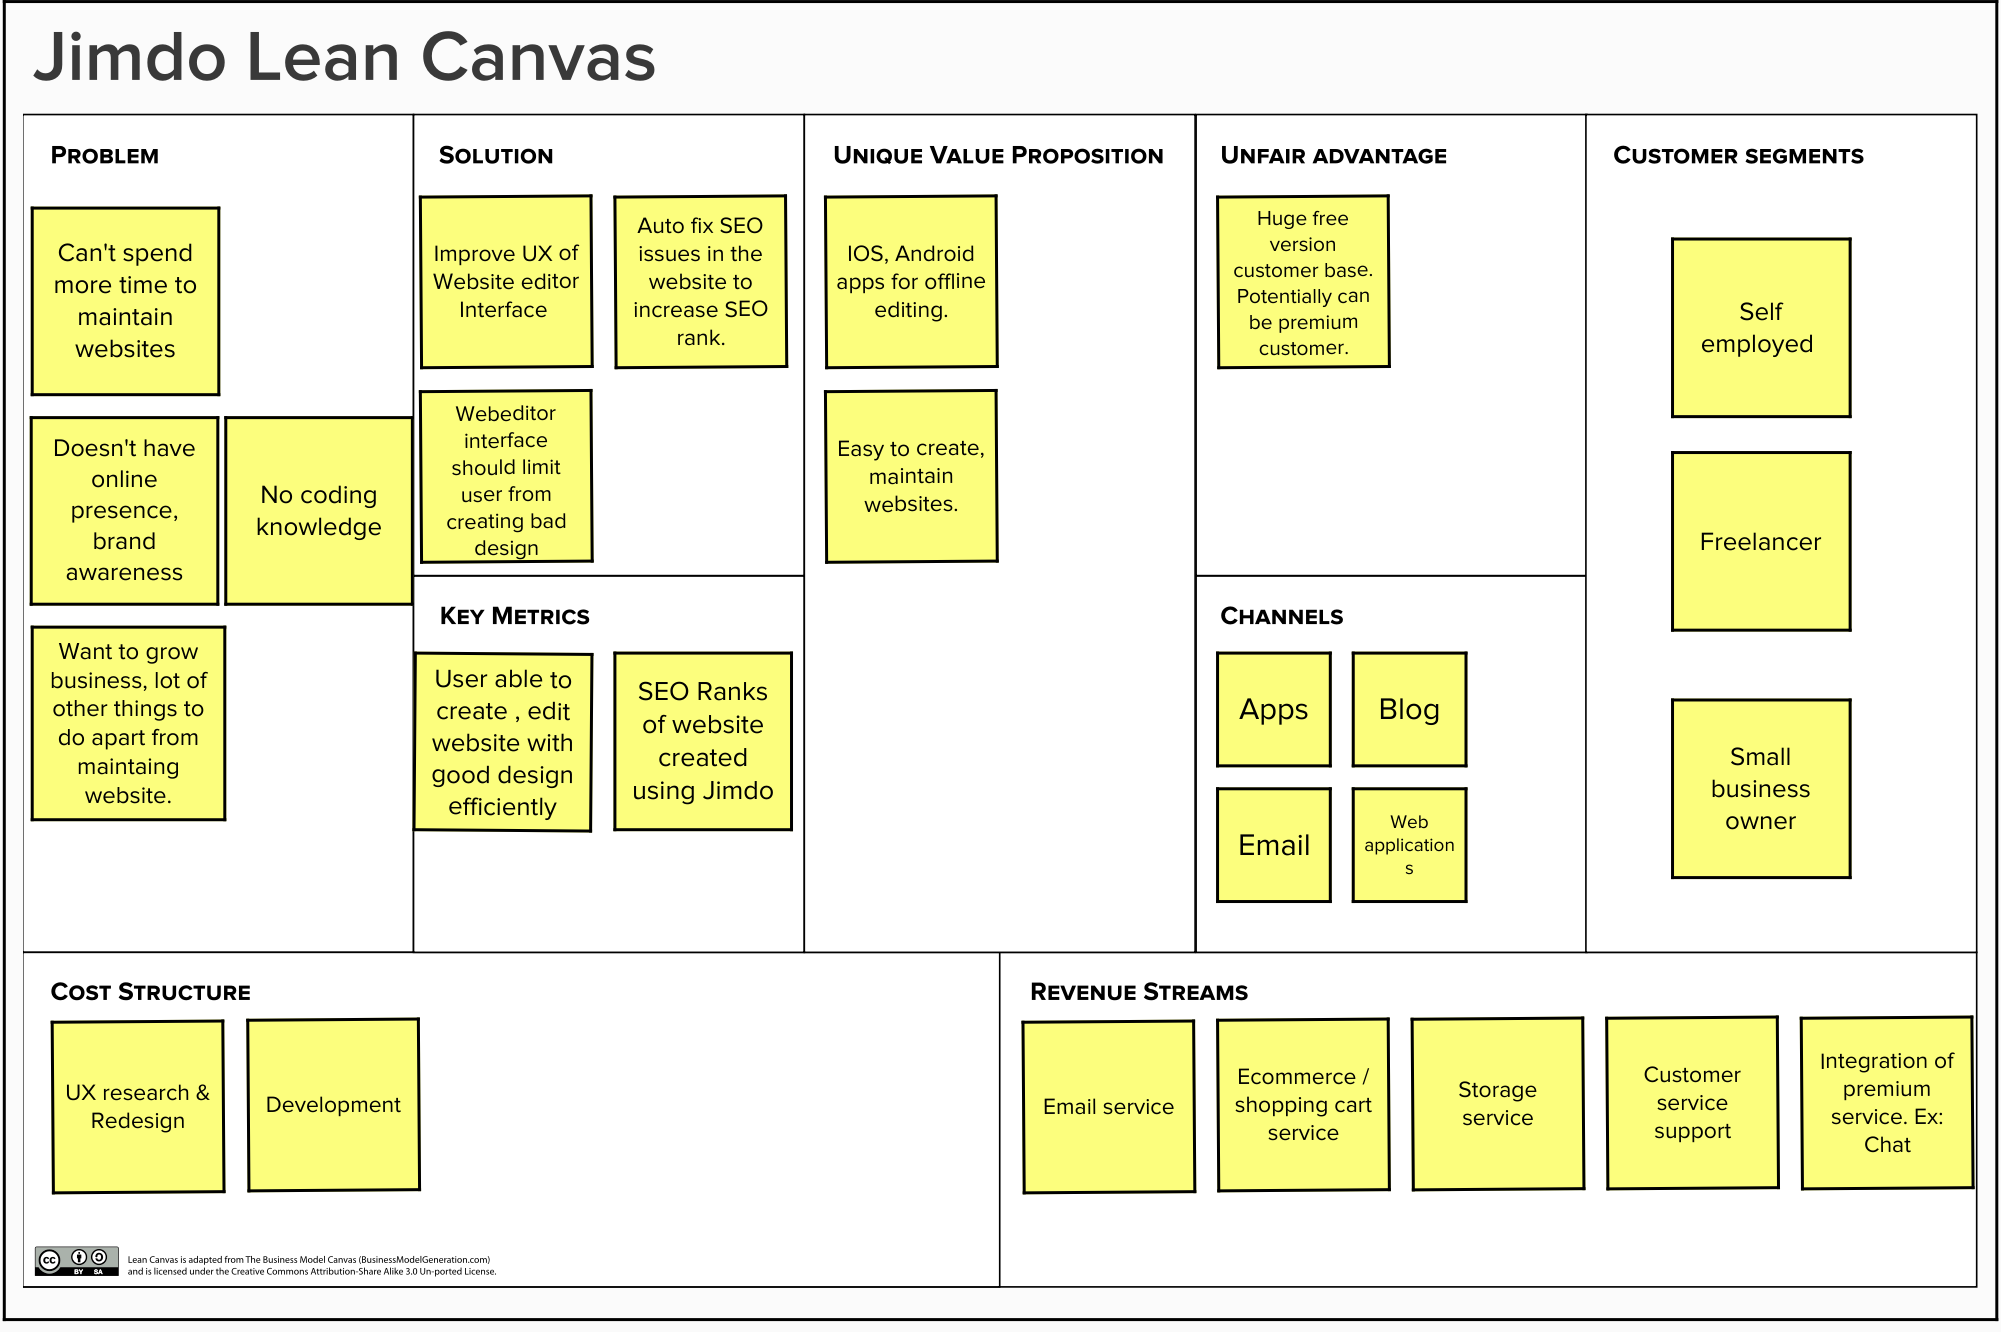 Jimdo Lean Canvas
PROBLEM
Can't spend
more time to
maintain
websites
Doesn't have
online
presence,
brand
awareness
No coding
knowledge
Want to grow
business, lot of
other things to
do apart from
maintaing
website.
SOLUTION
Improve UX of
Website editor
Interface
Auto fix SEO
issues in the
website to
increase SEO
rank.
Webeditor
interface
should limit
user from
creating bad
design
KEY METRICS
User able to
create , edit
website with
good design
efficiently
SEO Ranks
of website
created
using Jimdo
UNIQUE VALUE PROPOSITION
IOS, Android
apps for offline
editing.
Easy to create,
maintain
websites.
UNFAIR ADVANTAGE
Huge free
version
customer base.
Potentially can
be premium
customer.
CHANNELS
Apps
Blog
Email
Web
application
s
CUSTOMER SEGMENTS
Self
employed
Freelancer
Small
business
owner
COST STRUCTURE
UX research &
Redesign
Development
REVENUE STREAMS
Email service
Ecommerce /
shopping cart
service
Storage
service
Customer
service
support
Integration of
premium
service. Ex:
Chat
cc
BY SA
Lean Canvas is adapted from The Business Model Canvas (BusinessModelGeneration.com)
and is licensed under the Creative Commons Attribution-Share Alike 3.0 Un-ported License.